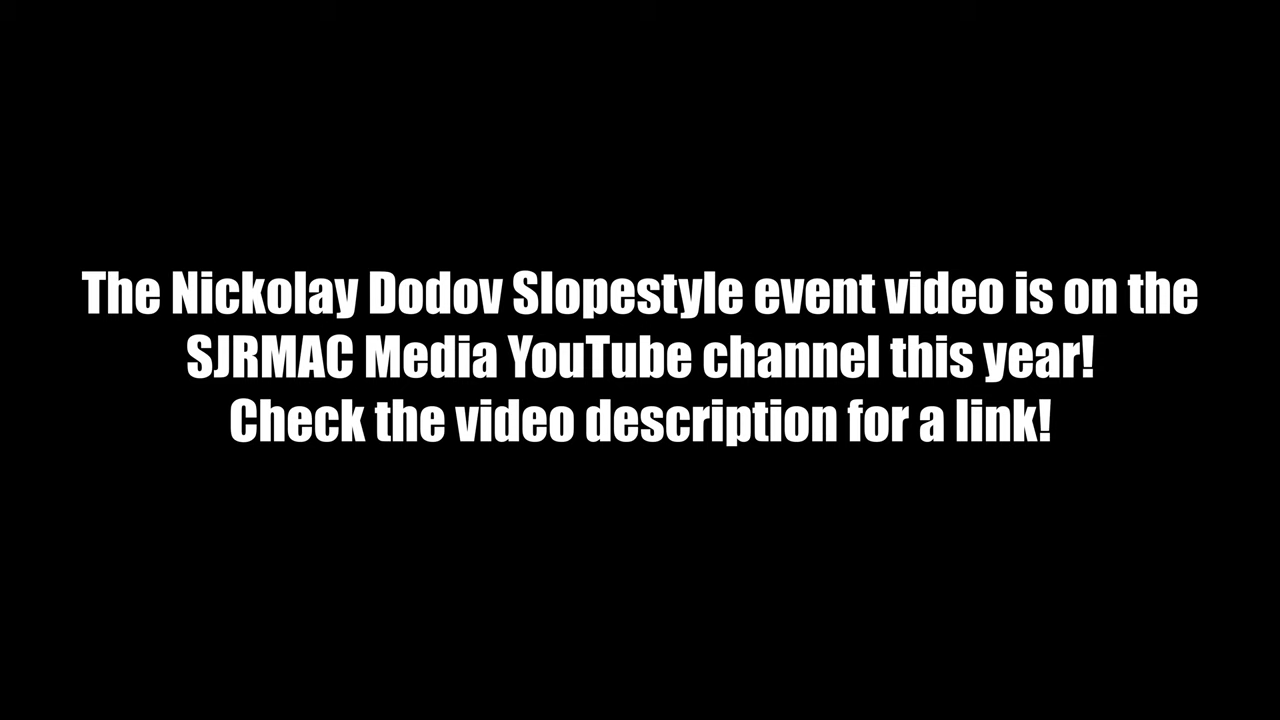 The Nickolay Dodov Slopestyle event video is on the
SJRMAC Media YouTube channel this year!
Check the video description for a link!